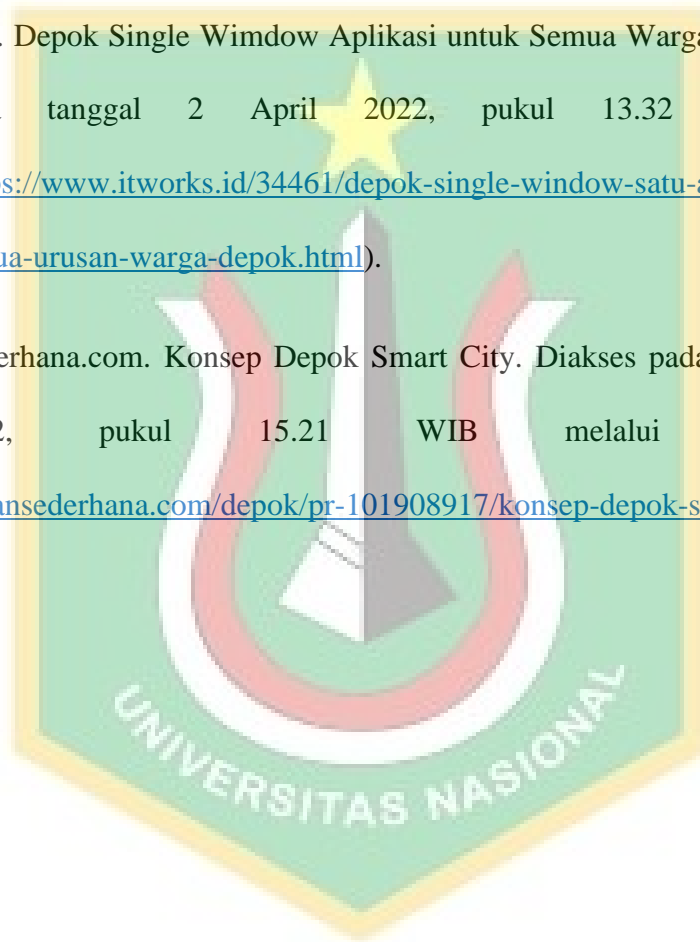 . Depok Single Wimdow Aplikasi untuk Semua Warga
tanggal 2 April 2022, pukul 13.32
s://www.itworks.id/34461/depok-single-window-satu-a
ua-urusan-warga-depok.html).
erhana.com. Konsep Depok Smart City. Diakses pada
2, pukul 15.21 WIB melalui
ansederhana.com/depok/pr-101908917/konsep-depok-s
UNIVERSITAS NASIONAL